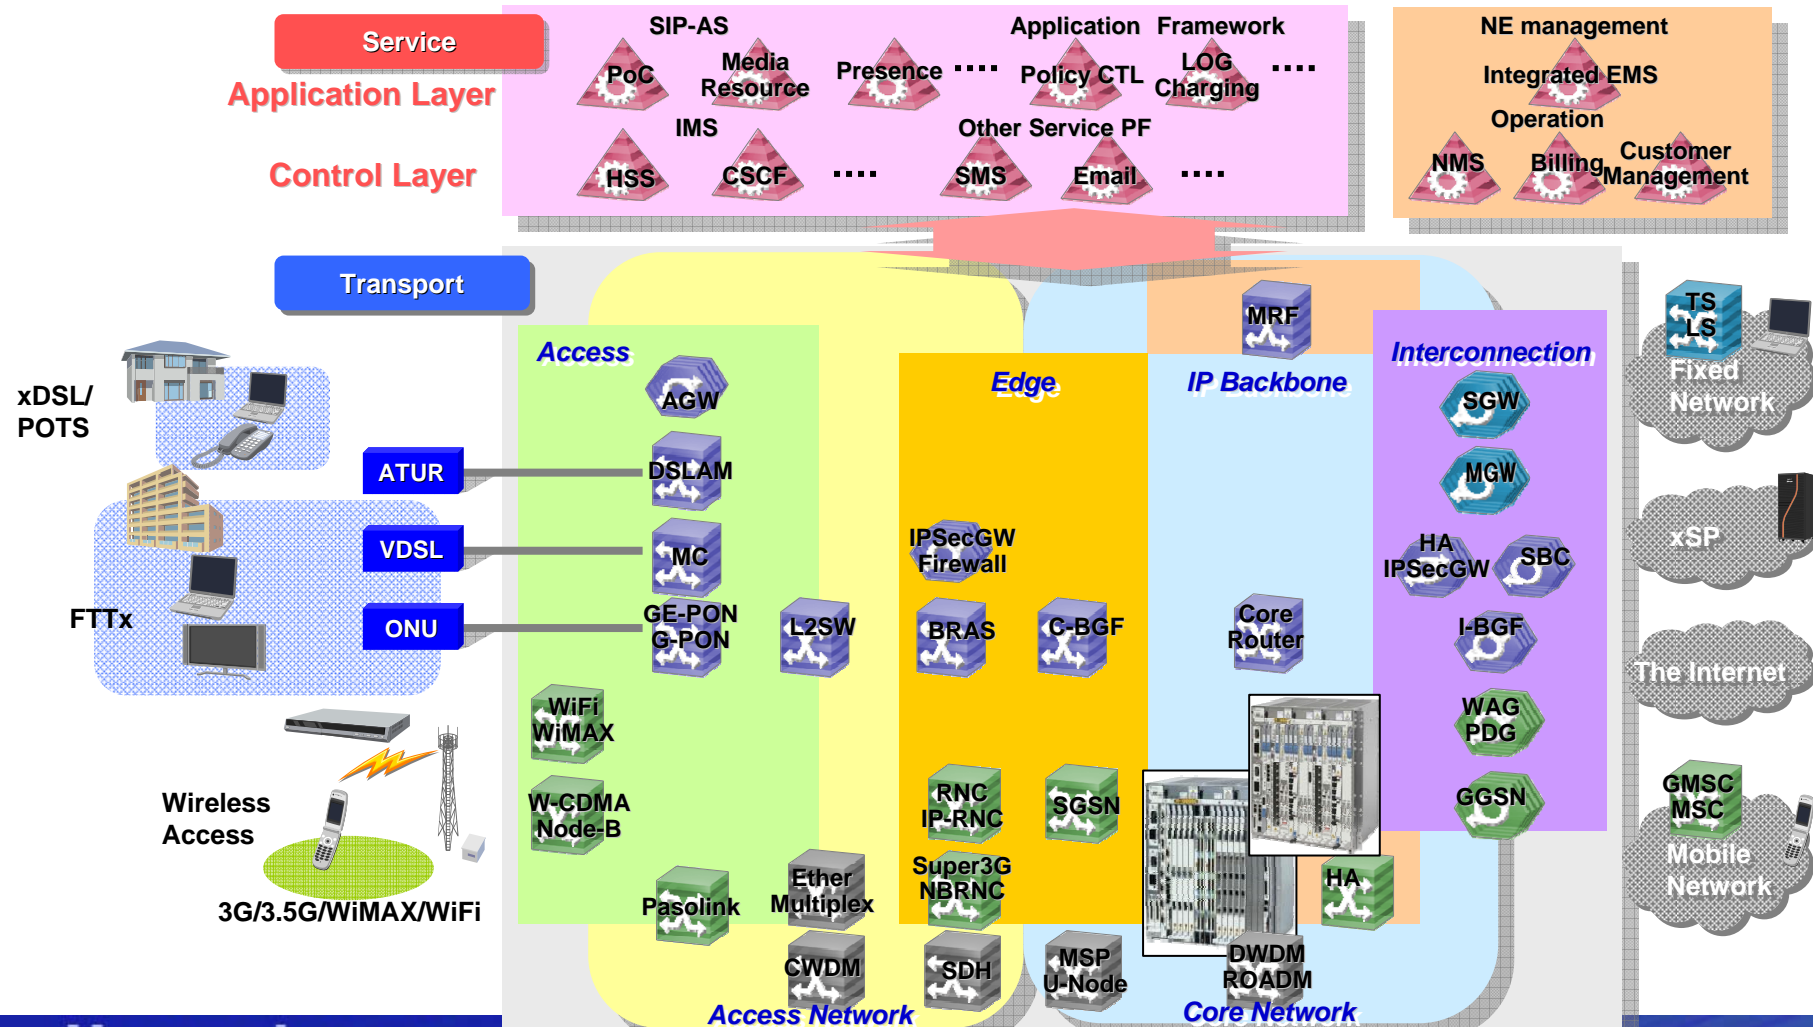 Service
Application Layer
Control Layer
SIP-AS
PoC
Media
Resource
Presence
····
Application Framework
Policy CTL
LOG
Charging
····
IMS
HSS
CSCF
····
Other Service PF
SMS
Email
····
NE management
Integrated EMS
Operation
NMS
Billing
Customer
Management
Transport
xDSL/
POTS
ATUR
VDSL
FTTx
ONU
Wireless
Access
3G/3.5G/WiMAX/WiFi
Access
AGW
DSLAM
MC
GE-PON
G-PON
L2SW
WiFi
WiMAX
W-CDMA
Node-B
Pasolink
Ether
Multiplex
CWDM
Access Network
Edge
IPSecGW
Firewall
BRAS
C-BGF
RNC
IP-RNC
SGSN
Super3G
NBRNC
SDH
MSP
U-Node
IP Backbone
MRF
Core
Router
HA
DWDM
ROADM
Core Network
Interconnection
SGW
MGW
HA
IPSecGW
SBC
I-BGF
WAG
PDG
GGSN
TS
LS
Fixed
Network
xSP
The Internet
GMSC
MSC
Mobile
Network